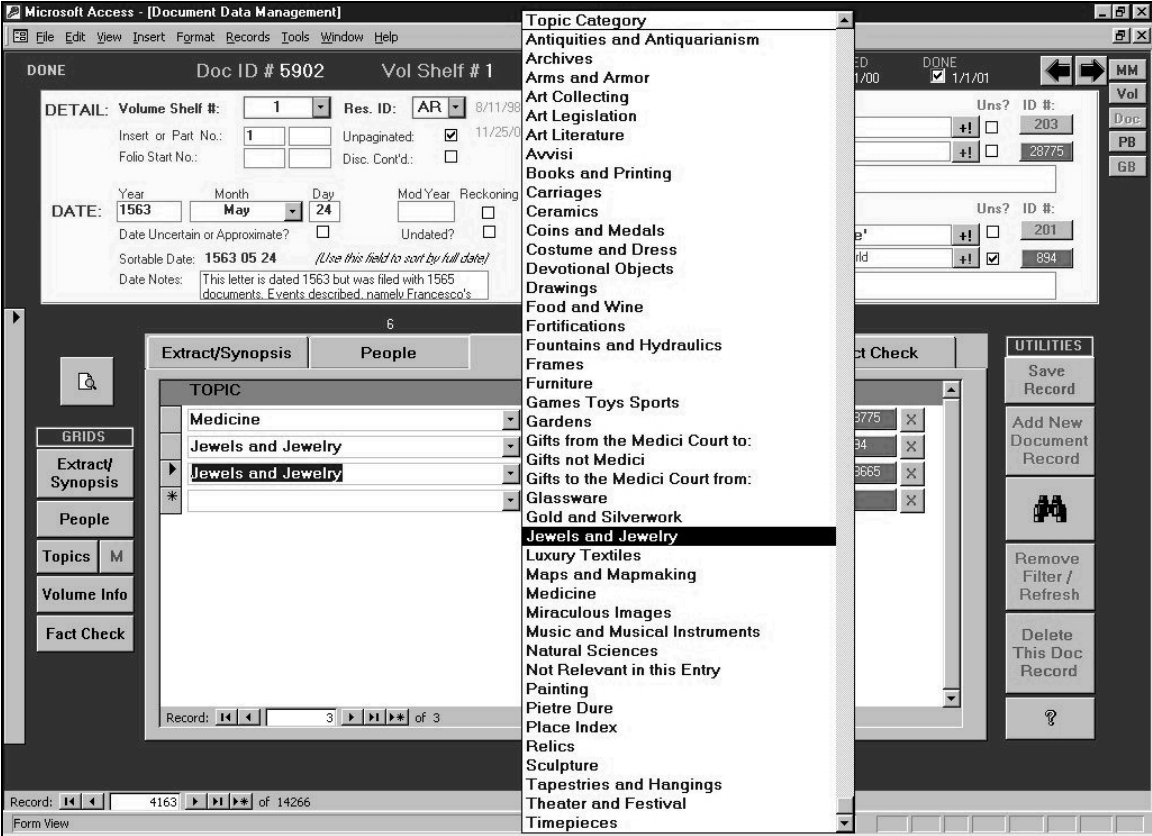 Microsoft Access - [Document Data Management]
File Edit View Insert Format Records Tools Window Help
DONE Doc ID # 5902 Vol Shelf # 1
1/00 DONE 1/1/01
MM
Vol
Doc
PB
GB
DETAIL: Volume Shelf #: 1 Res. ID: AR 8/11/98
Insert or Part No.: 1 Unpaginated: 11/25/0
Folio Start No.: Disc. Cont'd.:
Uns? ID #:
+! 203
+! 28775
Year Month Day Mod Year Reckoning
DATE: 1563 May 24
Date Uncertain or Approximate? Undated?
Sortable Date: 1563 05 24 (Use this field to sort by full date)
Date Notes: This letter is dated 1563 but was filed with 1565
documents. Events described, namely Francesco's
Uns? ID #:
e' +! 201
rld +! 894
6
Extract/Synopsis People
ct Check
TOPIC
Medicine
Jewels and Jewelry
Jewels and Jewelry
8775 X
94 X
8665 X
X
Record: 3 of 3
GRIDS
Extract/
Synopsis
People
Topics M
Volume Info
Fact Check
Topic Category
Antiquities and Antiquarianism
Archives
Arms and Armor
Art Collecting
Art Legislation
Art Literature
Avvisi
Books and Printing
Carriages
Ceramics
Coins and Medals
Costume and Dress
Devotional Objects
Drawings
Food and Wine
Fortifications
Fountains and Hydraulics
Frames
Furniture
Games Toys Sports
Gardens
Gifts from the Medici Court to:
Gifts not Medici
Gifts to the Medici Court from:
Glassware
Gold and Silverwork
Jewels and Jewelry
Luxury Textiles
Maps and Mapmaking
Medicine
Miraculous Images
Music and Musical Instruments
Natural Sciences
Not Relevant in this Entry
Painting
Pietre Dure
Place Index
Relics
Sculpture
Tapestries and Hangings
Theater and Festival
Timepieces
UTILITIES
Save
Record
Add New
Document
Record
Remove
Filter /
Refresh
Delete
This Doc
Record
?
Record: 4163 of 14266
Form View